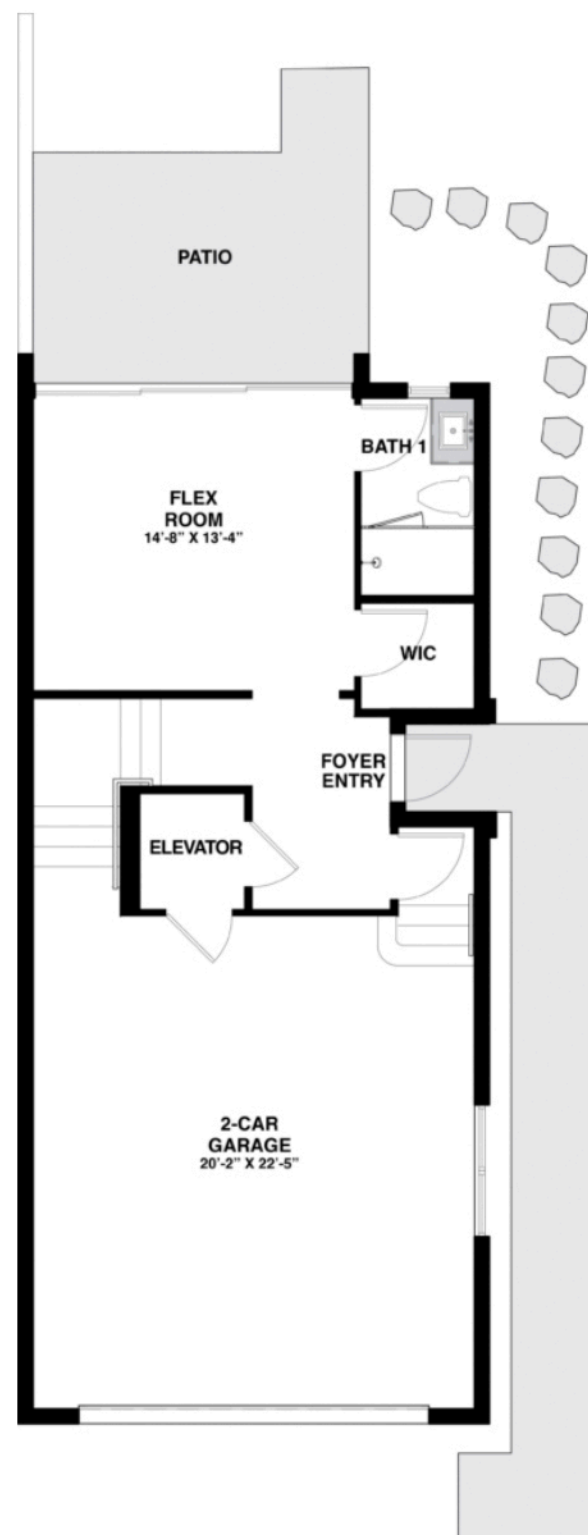 PATIO
BATH 1
FLEX
ROOM
14'-8" X 13'-4"
WIC
FOYER
ENTRY
ELEVATOR
2-CAR
GARAGE
20'-2" X 22'-5"